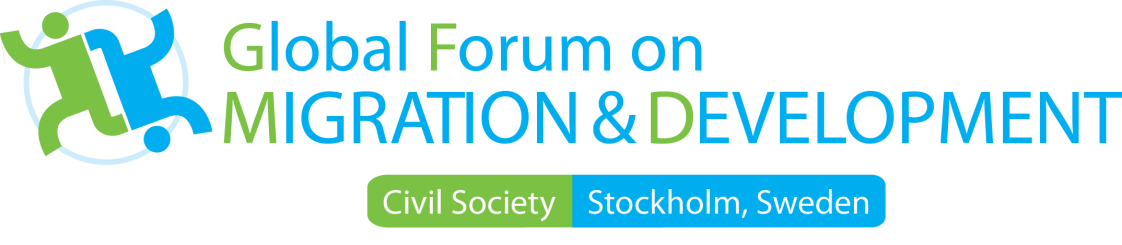 Global Forum on
MIGRATION & DEVELOPMENT
Civil Society Stockholm, Sweden